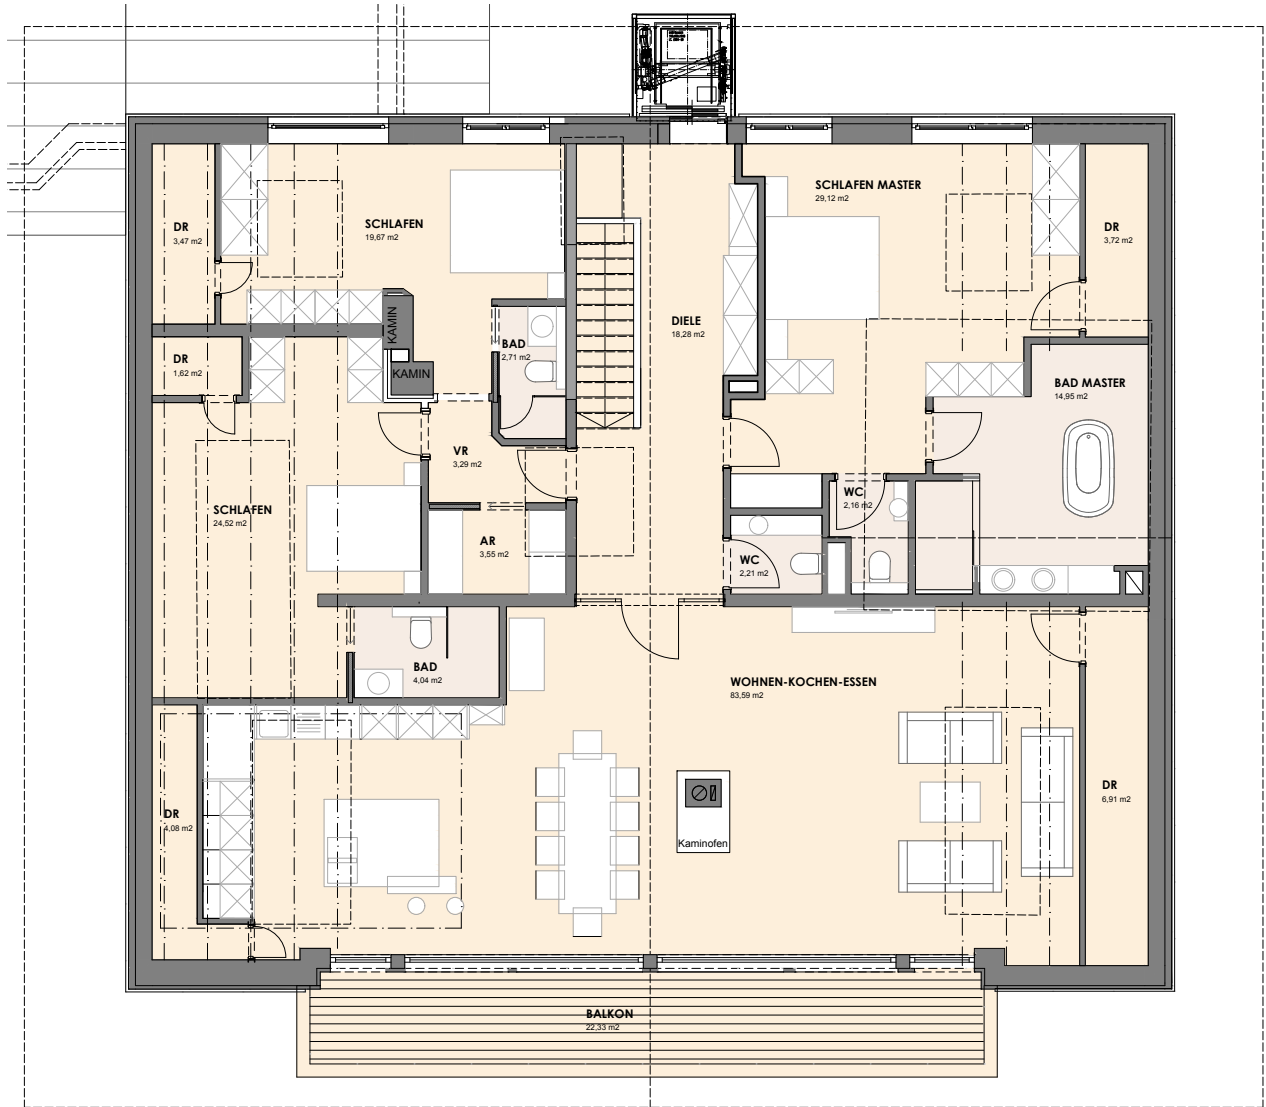 SCHLAFEN MASTER
29,12 m2
DR
3,47 m2
SCHLAFEN
19,67 m2
DR
3,72 m2
KAMIN
DIELE
18,28 m2
BAD
2,71 m2
DR
1,62 m2
KAMIN
BAD MASTER
14,95 m2
VR
3,29 m2
SCHLAFEN
24,52 m2
WC
2,16 m2
AR
3,55 m2
WC
2,21 m2
BAD
4,04 m2
WOHNEN-KOCHEN-ESSEN
83,59 m2
DR
4,08 m2
DR
6,91 m2
Kaminofen
BALKON
22,33 m2